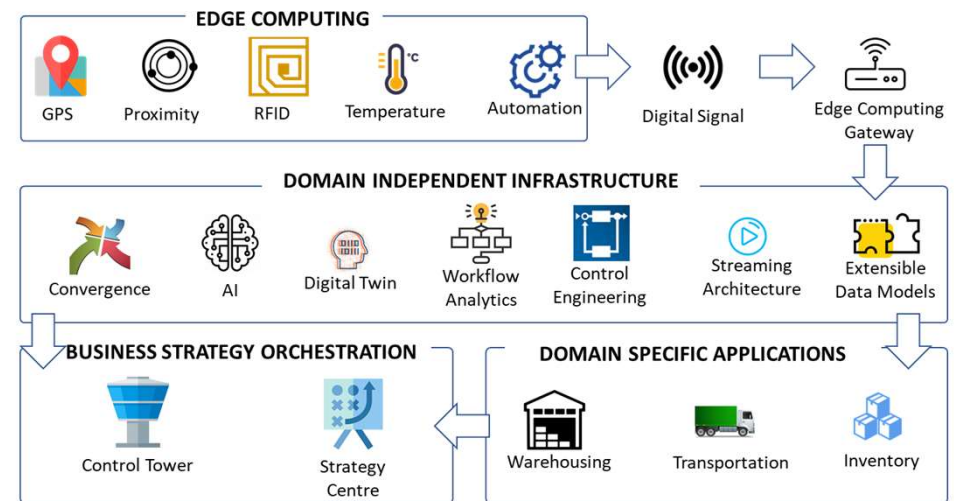 EDGE COMPUTING
°C
GPS
Proximity
RFID
Temperature
Automation
Digital Signal
Edge Computing
Gateway
DOMAIN INDEPENDENT INFRASTRUCTURE
Convergence
AI
Digital Twin
Workflow
Analytics
Control
Engineering
Streaming
Architecture
Extensible
Data Models
BUSINESS STRATEGY ORCHESTRATION
Control Tower
Strategy
Centre
DOMAIN SPECIFIC APPLICATIONS
Warehousing
Transportation
Inventory